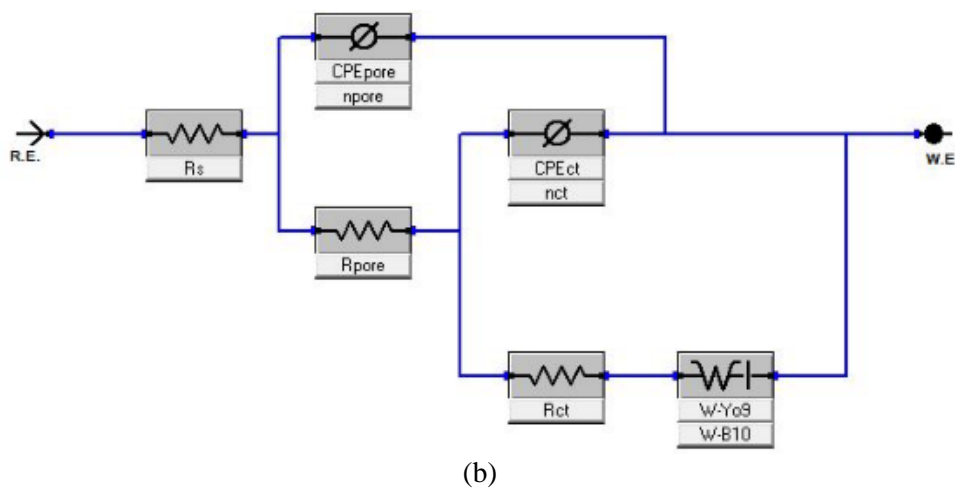 CPEpore
npore
R.E.
Rs
CPEct
nct
W.E
Rpore
Rct
W-Yo9
W-B10
(b)